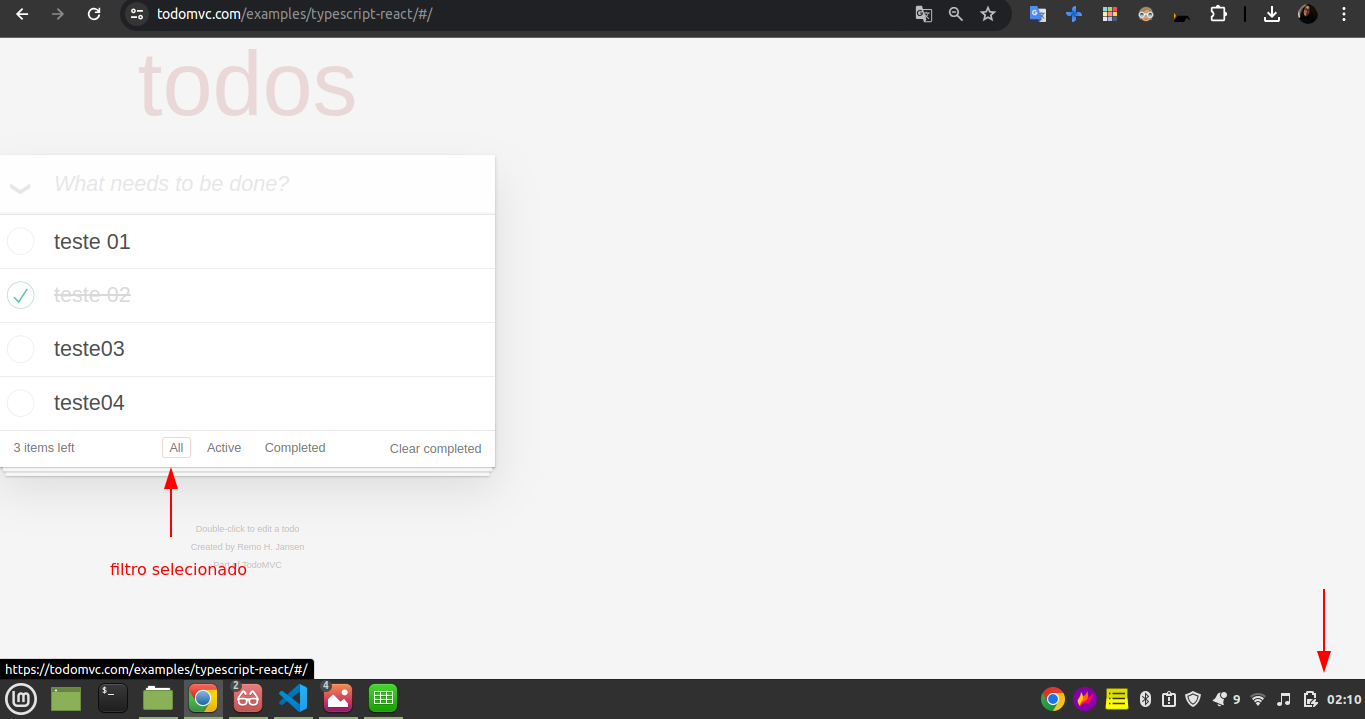 todomvc.com/examples/typescript-react/#/
todos
What needs to be done?
teste 01
teste 02
teste03
teste04
3 items left
All
Active
Completed
Clear completed
Double-click to edit a todo
Created by Remo H. Jansen
TodoMVC
filtro selecionado
https://todomvc.com/examples/typescript-react/#/
$_
2
4
9
02:10